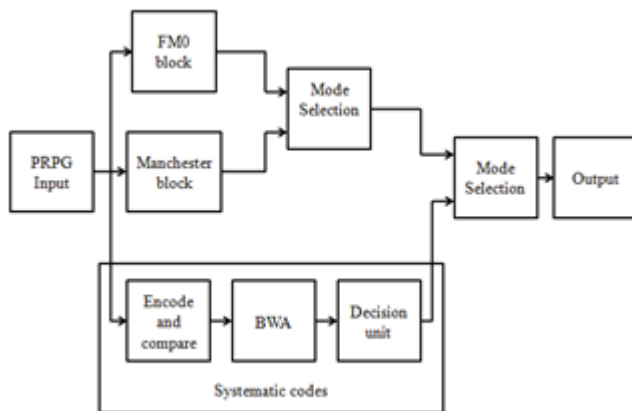 FM0
block
Mode
Selection
PRPG
Input
Manchester
block
Mode
Selection
Output
Encode
and
compare
BWA
Decision
unit
Systematic codes